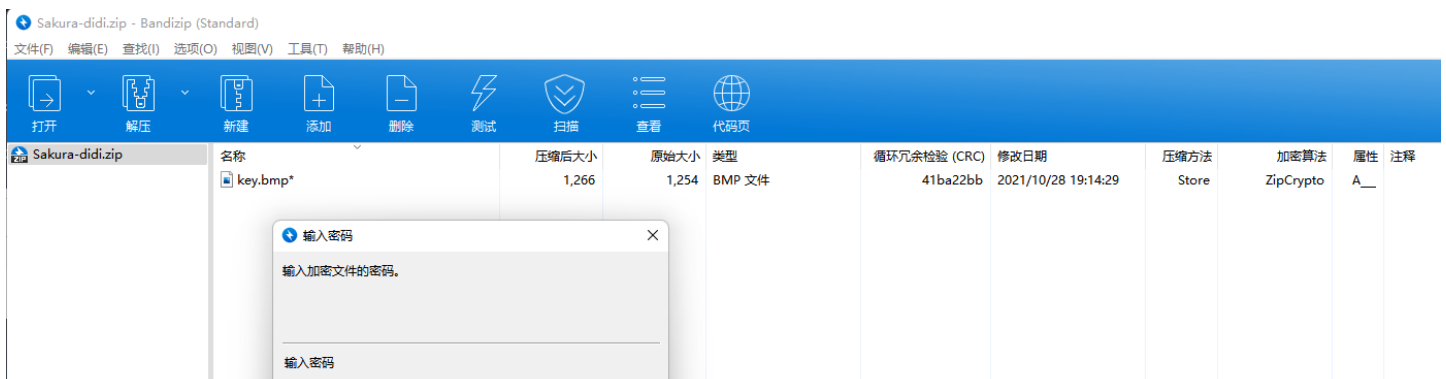 Sakura-didi.zip - Bandizip (Standard)
文件(F) 编辑(E) 查找(I) 选项(O) 视图(V) 工具(T) 帮助(H)
打开 解压 新建 添加 删除 测试 扫描 查看 代码页
Sakura-didi.zip 名称 压缩后大小 原始大小 类型 循环冗余检验 (CRC) 修改日期 压缩方法 加密算法 属性 注释
key.bmp* 1,266 1,254 BMP 文件 41ba22bb 2021/10/28 19:14:29 Store ZipCrypto A__
输入密码
输入加密文件的密码。
输入密码